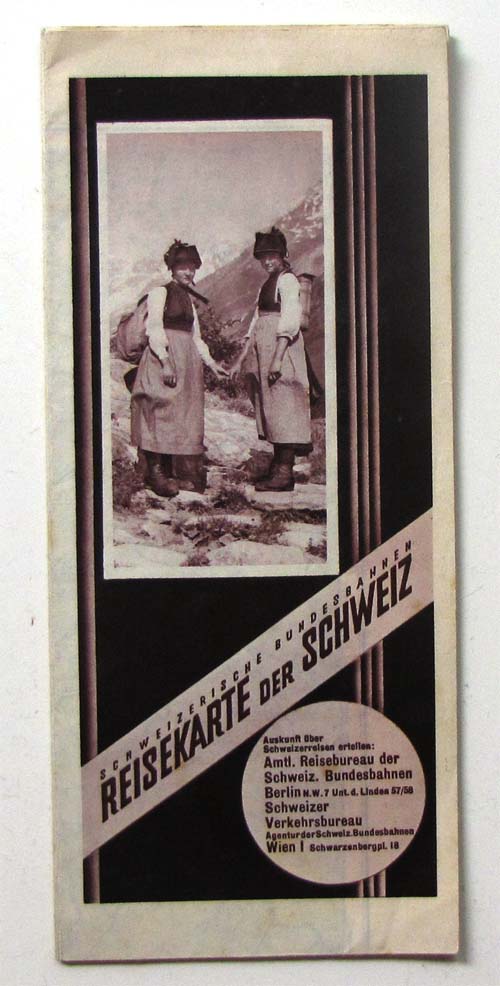 SCHWEIZERISCHE BUNDESBAHNEN
REISEKARTE DER SCHWEIZ
Auskunft über
Schweizerreisen erteilen:
Amtl. Reisebureau der
Schweiz. Bundesbahnen
Berlin N.W. 7 Unt. d. Linden 57/58
Schweizer
Verkehrsbureau
Agentur der Schweiz. Bundesbahnen
Wien I Schwarzenbergpl. 18